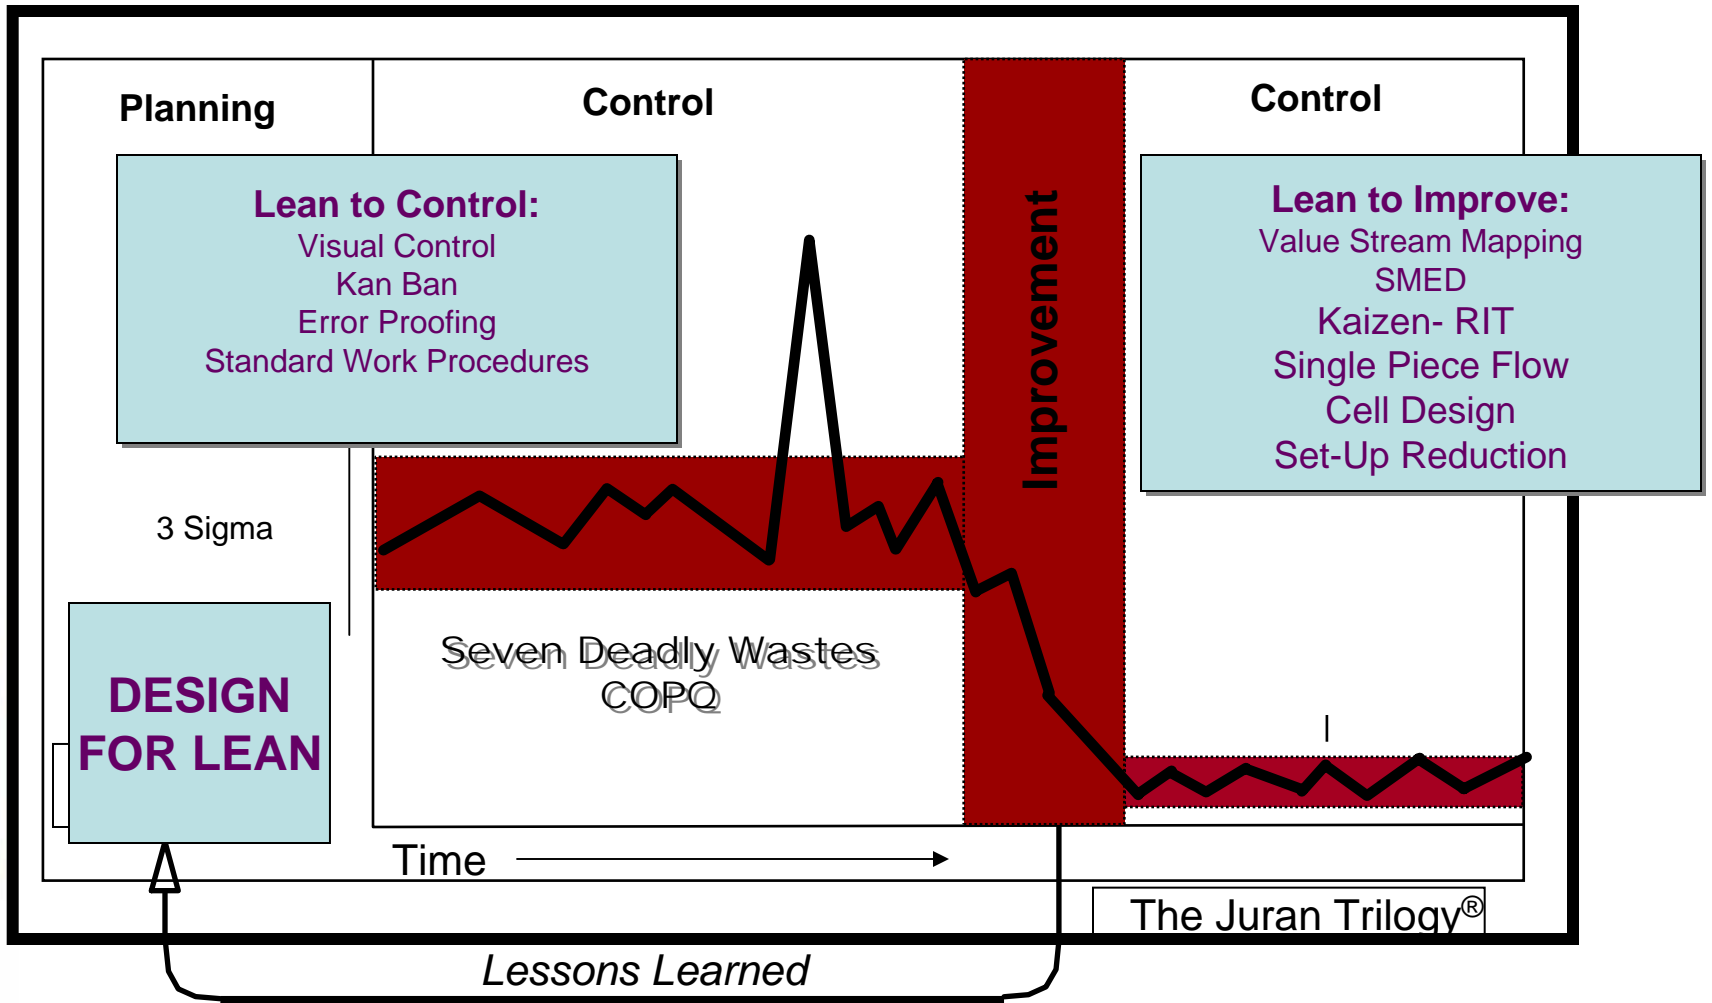 Planning
Control
Control
Lean to Control:
Visual Control
Kan Ban
Error Proofing
Standard Work Procedures
Improvement
Lean to Improve:
Value Stream Mapping
SMED
Kaizen- RIT
Single Piece Flow
Cell Design
Set-Up Reduction
3 Sigma
Seven Deadly Wastes
COPQ
DESIGN
FOR LEAN
Time
The Juran Trilogy®
Lessons Learned